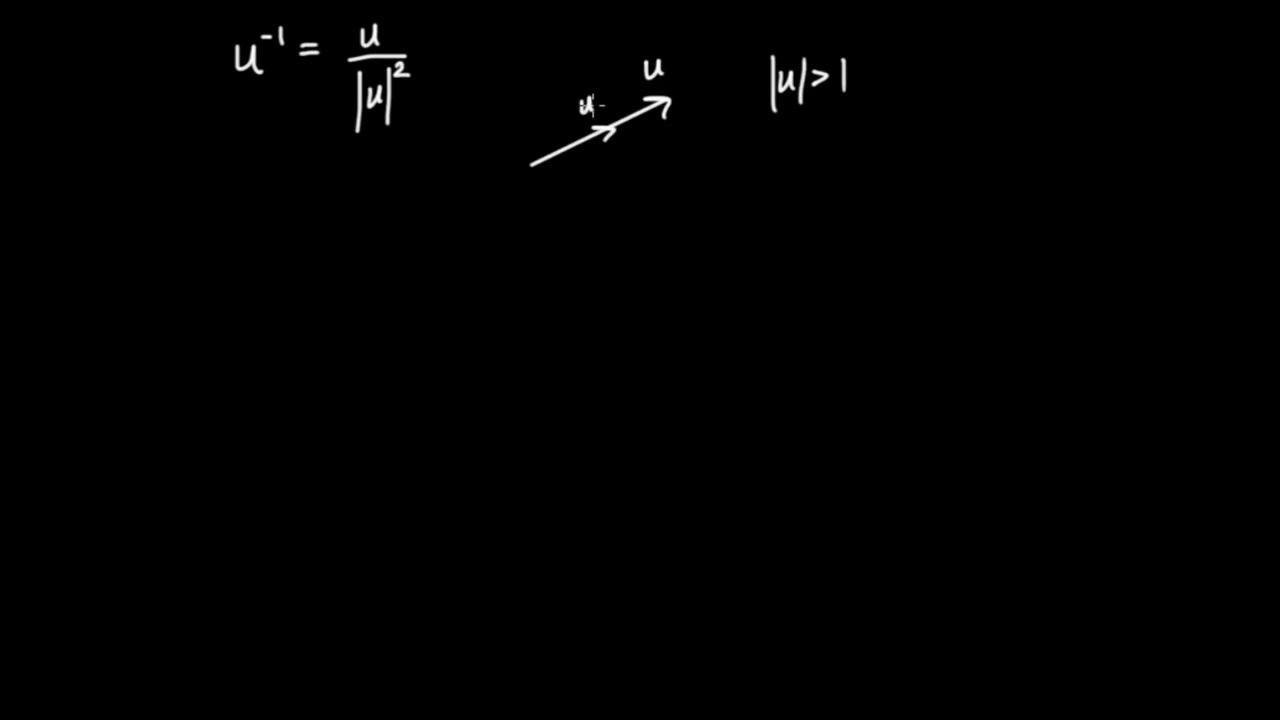 u⁻¹ = u / |u|²
u
|u| > 1
u